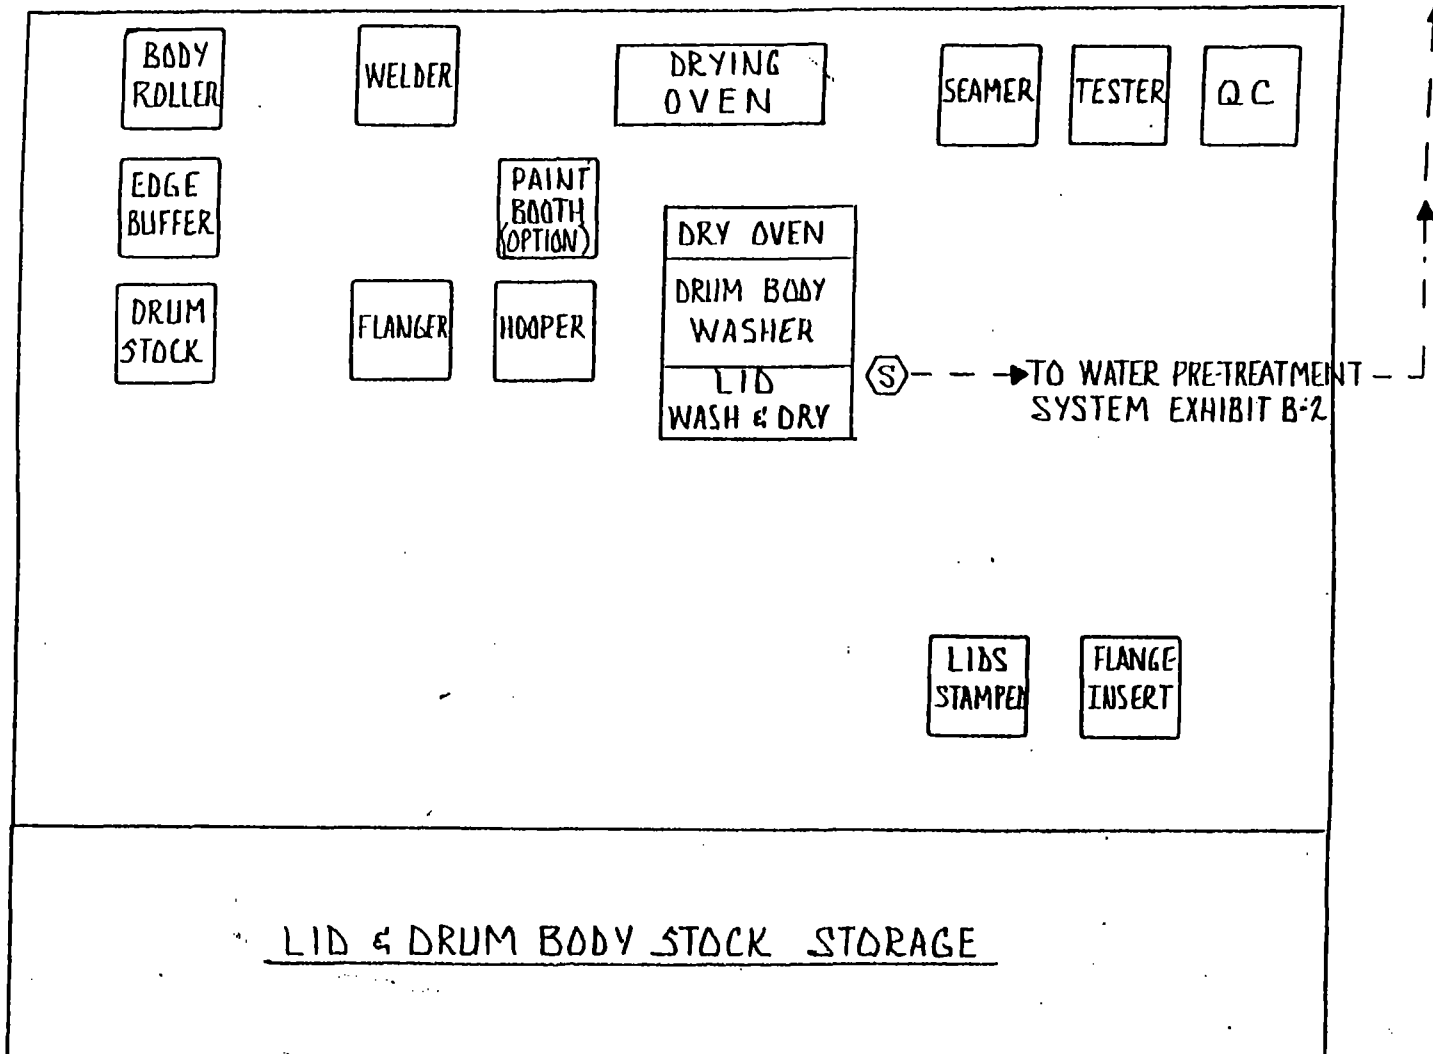 BODY
ROLLER
WELDER
DRYING
OVEN
SEAMER
TESTER
QC
EDGE
BUFFER
PAINT
BOOTH
(OPTION)
DRY OVEN
DRUM BODY
WASHER
LID
WASH & DRY
DRUM
STOCK
FLANGER
HOOPER
S
TO WATER PRE-TREATMENT
SYSTEM EXHIBIT B-2
LIDS
STAMPED
FLANGE
INSERT
LID & DRUM BODY STOCK STORAGE